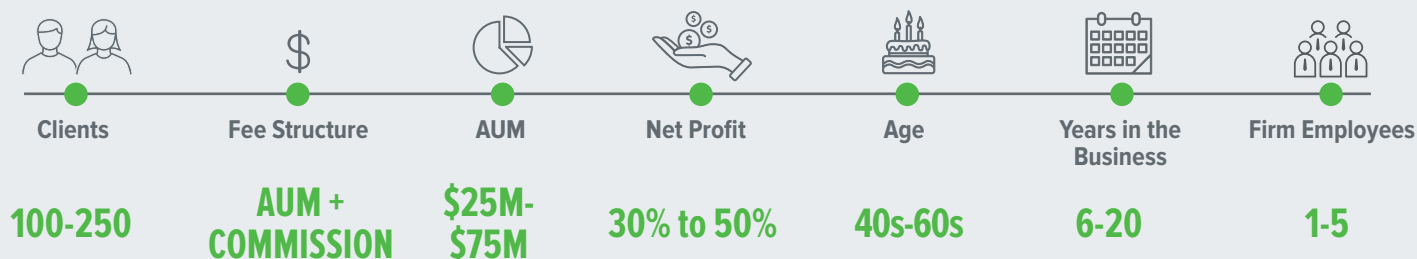 Clients
Fee Structure
AUM
Net Profit
Age
Years in the
Business
Firm Employees
100-250
AUM +
COMMISSION
$25M-
$75M
30% to 50%
40s-60s
6-20
1-5